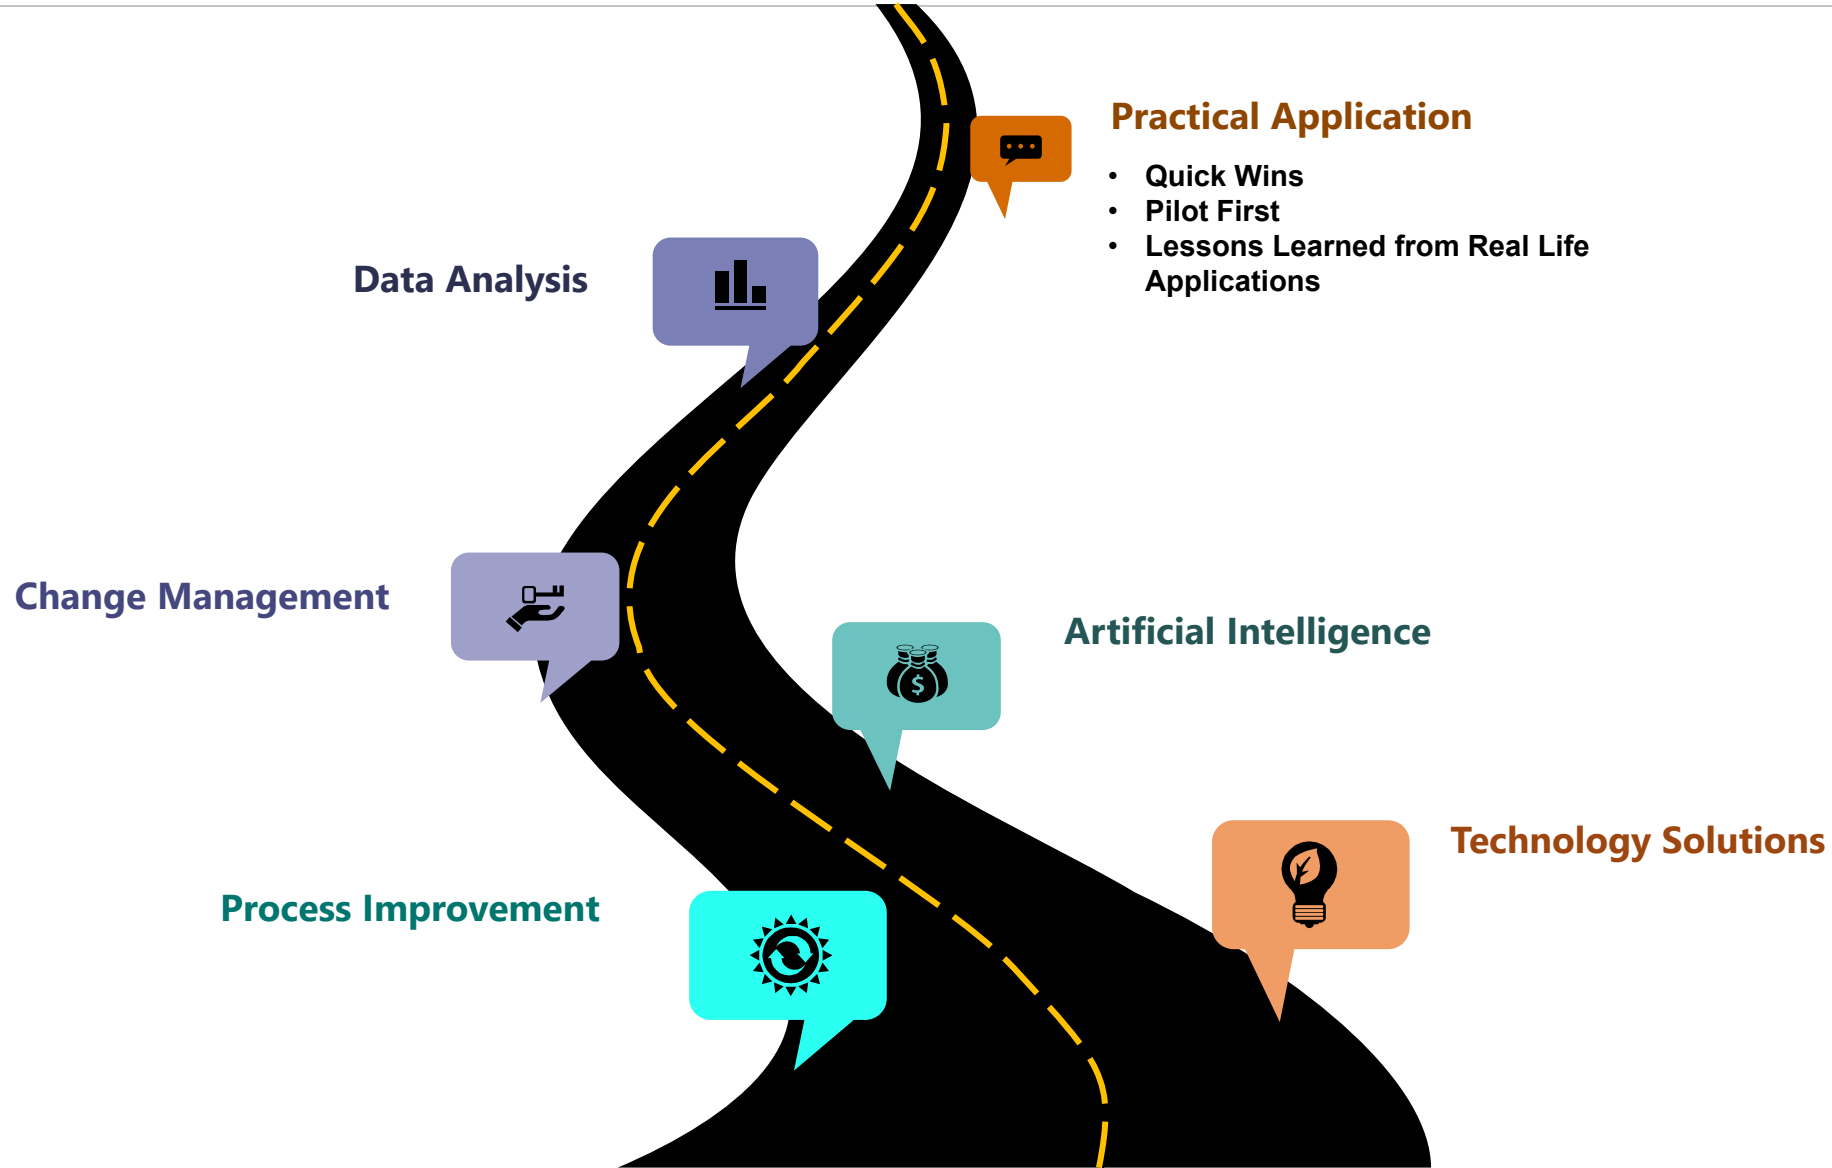 Practical Application
• Quick Wins
• Pilot First
• Lessons Learned from Real Life
Applications
Data Analysis
Change Management
Artificial Intelligence
$
Technology Solutions
Process Improvement